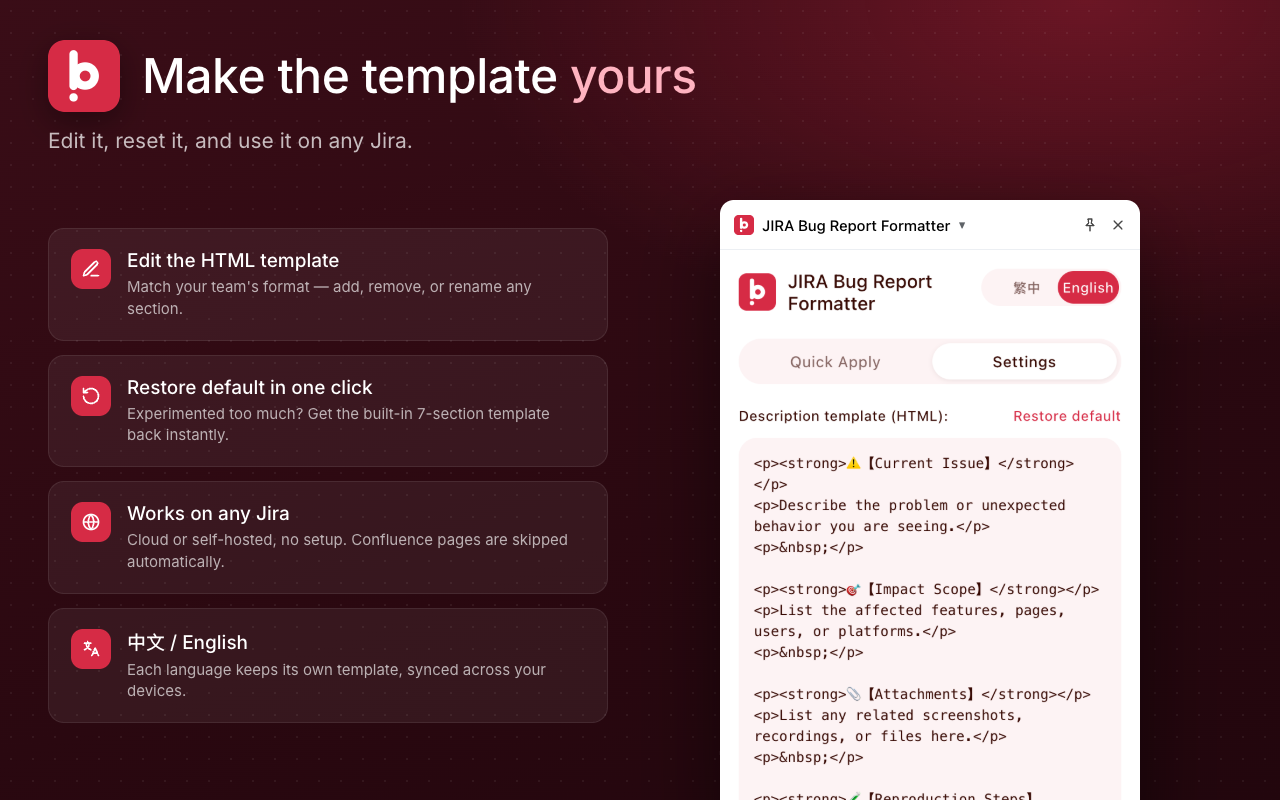 Make the template yours
Edit it, reset it, and use it on any Jira.
Edit the HTML template
Match your team's format — add, remove, or rename any
section.
Restore default in one click
Experimented too much? Get the built-in 7-section template
back instantly.
Works on any Jira
Cloud or self-hosted, no setup. Confluence pages are skipped
automatically.
中文 / English
Each language keeps its own template, synced across your
devices.
JIRA Bug Report Formatter ▼
JIRA Bug Report
Formatter
繁中 English
Quick Apply Settings
Description template (HTML): Restore default
<p><strong>⚠️【Current Issue】</strong>
</p>
<p>Describe the problem or unexpected
behavior you are seeing.</p>
<p>&nbsp;</p>
<p><strong>🎯【Impact Scope】</strong></p>
<p>List the affected features, pages,
users, or platforms.</p>
<p>&nbsp;</p>
<p><strong>📎【Attachments】</strong></p>
<p>List any related screenshots,
recordings, or files here.</p>
<p>&nbsp;</p>
<p><strong>🧪【Reproduction Steps】